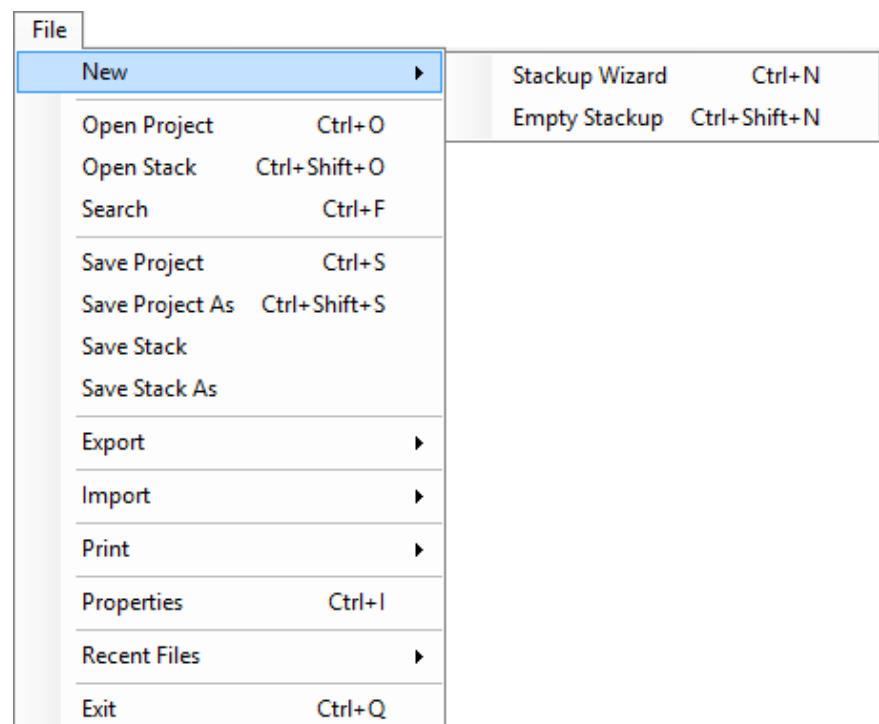 File
New
Stackup Wizard Ctrl+N
Empty Stackup Ctrl+Shift+N
Open Project Ctrl+O
Open Stack Ctrl+Shift+O
Search Ctrl+F
Save Project Ctrl+S
Save Project As Ctrl+Shift+S
Save Stack
Save Stack As
Export
Import
Print
Properties Ctrl+I
Recent Files
Exit Ctrl+Q